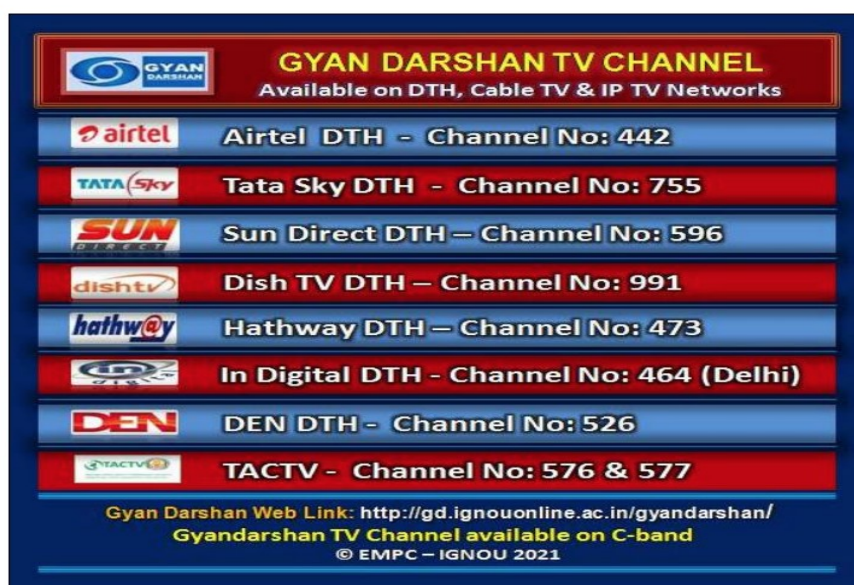 GYAN DARSHAN
GYAN DARSHAN TV CHANNEL
Available on DTH, Cable TV & IP TV Networks
airtel Airtel DTH - Channel No: 442
TATA Sky Tata Sky DTH - Channel No: 755
SUN DIRECT Sun Direct DTH – Channel No: 596
dishtv Dish TV DTH – Channel No: 991
hathw@y Hathway DTH – Channel No: 473
in digital In Digital DTH - Channel No: 464 (Delhi)
DEN DEN DTH - Channel No: 526
TACTV TACTV - Channel No: 576 & 577
Gyan Darshan Web Link: http://gd.ignouonline.ac.in/gyandarshan/
Gyandarshan TV Channel available on C-band
© EMPC – IGNOU 2021